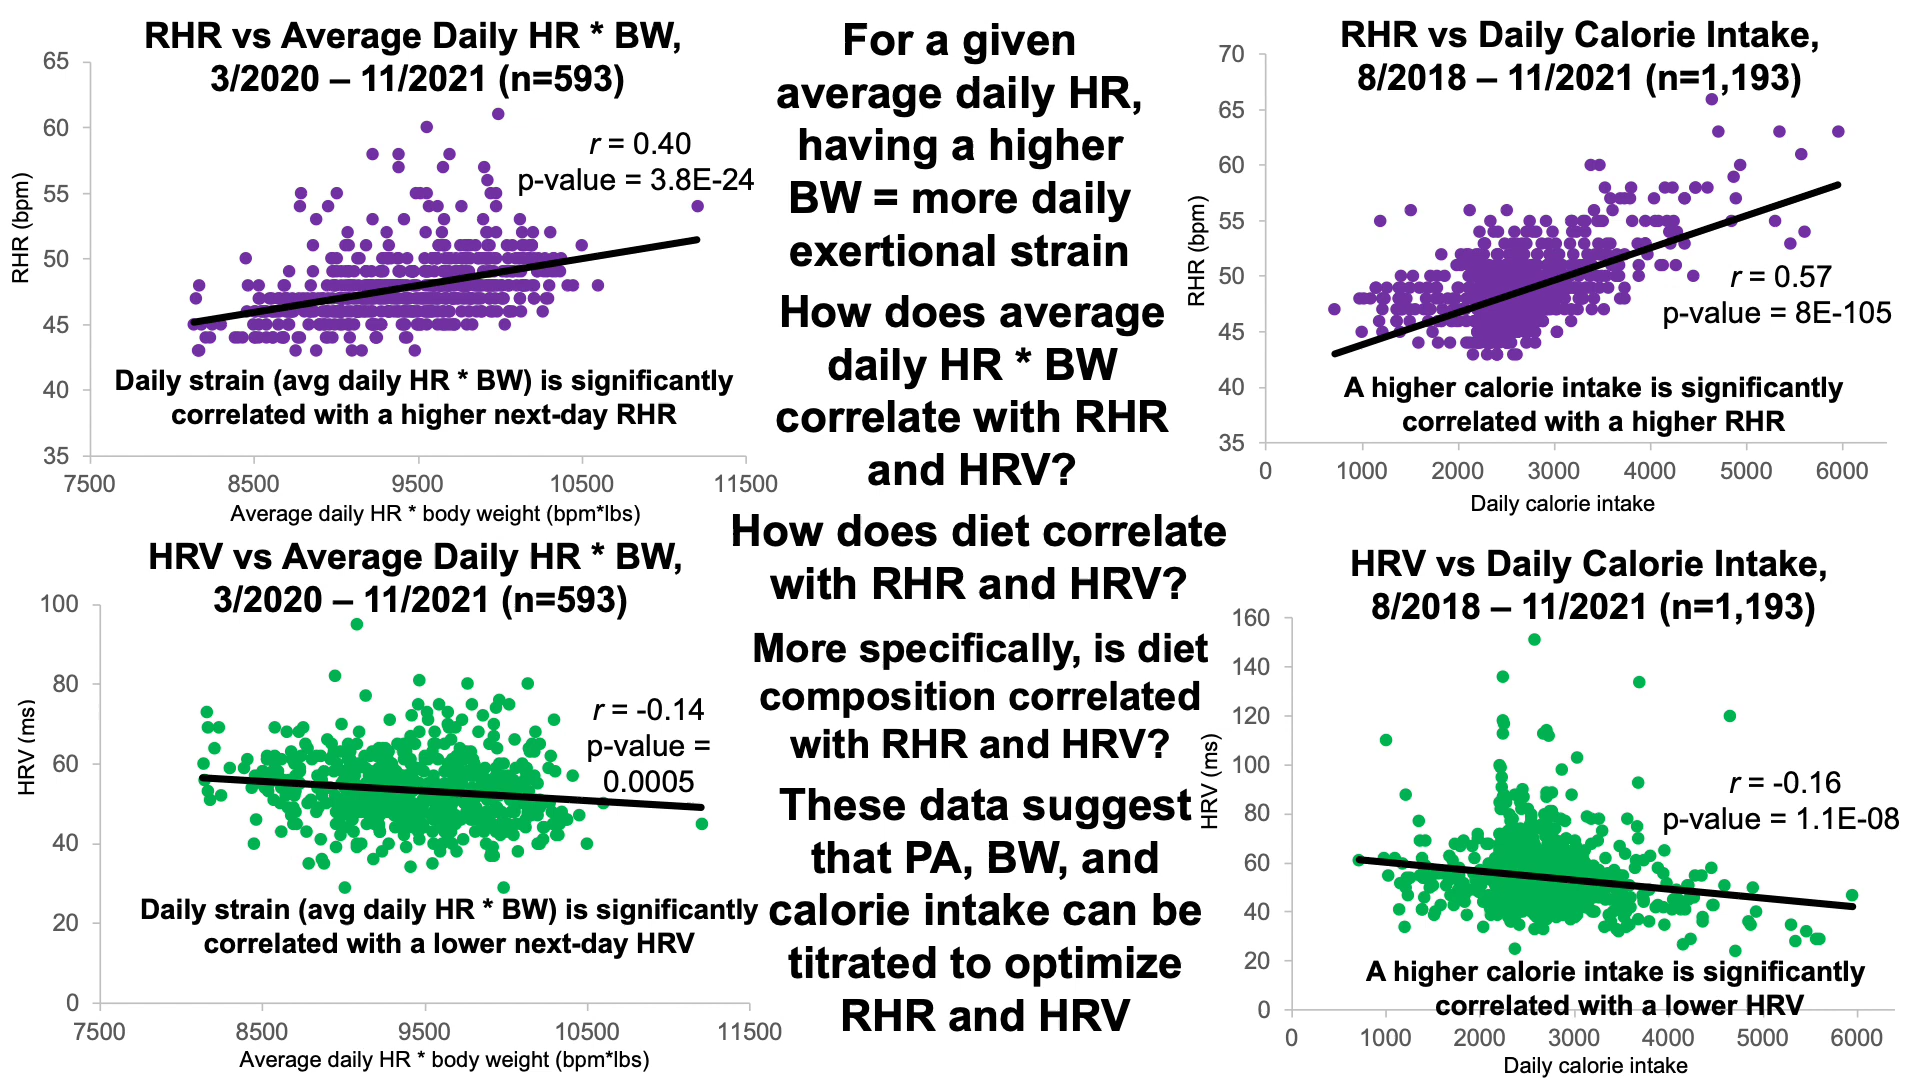 RHR vs Average Daily HR * BW,
3/2020 – 11/2021 (n=593)
65
60
55
50
45
40
35
RHR (bpm)
r = 0.40
p-value = 3.8E-24
Daily strain (avg daily HR * BW) is significantly
correlated with a higher next-day RHR
7500
8500
9500
10500
11500
Average daily HR * body weight (bpm*lbs)
HRV vs Average Daily HR * BW,
3/2020 – 11/2021 (n=593)
100
80
60
40
20
0
HRV (ms)
r = -0.14
p-value =
0.0005
Daily strain (avg daily HR * BW) is significantly
correlated with a lower next-day HRV
7500
8500
9500
10500
11500
Average daily HR * body weight (bpm*lbs)
For a given
average daily HR,
having a higher
BW = more daily
exertional strain
How does average
daily HR * BW
correlate with RHR
and HRV?
How does diet correlate
with RHR and HRV?
More specifically, is diet
composition correlated
with RHR and HRV?
These data suggest
that PA, BW, and
calorie intake can be
titrated to optimize
RHR and HRV
RHR vs Daily Calorie Intake,
8/2018 – 11/2021 (n=1,193)
70
65
60
55
50
45
40
35
RHR (bpm)
r = 0.57
p-value = 8E-105
A higher calorie intake is significantly
correlated with a higher RHR
0
1000
2000
3000
4000
5000
6000
Daily calorie intake
HRV vs Daily Calorie Intake,
8/2018 – 11/2021 (n=1,193)
160
140
120
100
80
60
40
20
0
HRV (ms)
r = -0.16
p-value = 1.1E-08
A higher calorie intake is significantly
correlated with a lower HRV
0
1000
2000
3000
4000
5000
6000
Daily calorie intake